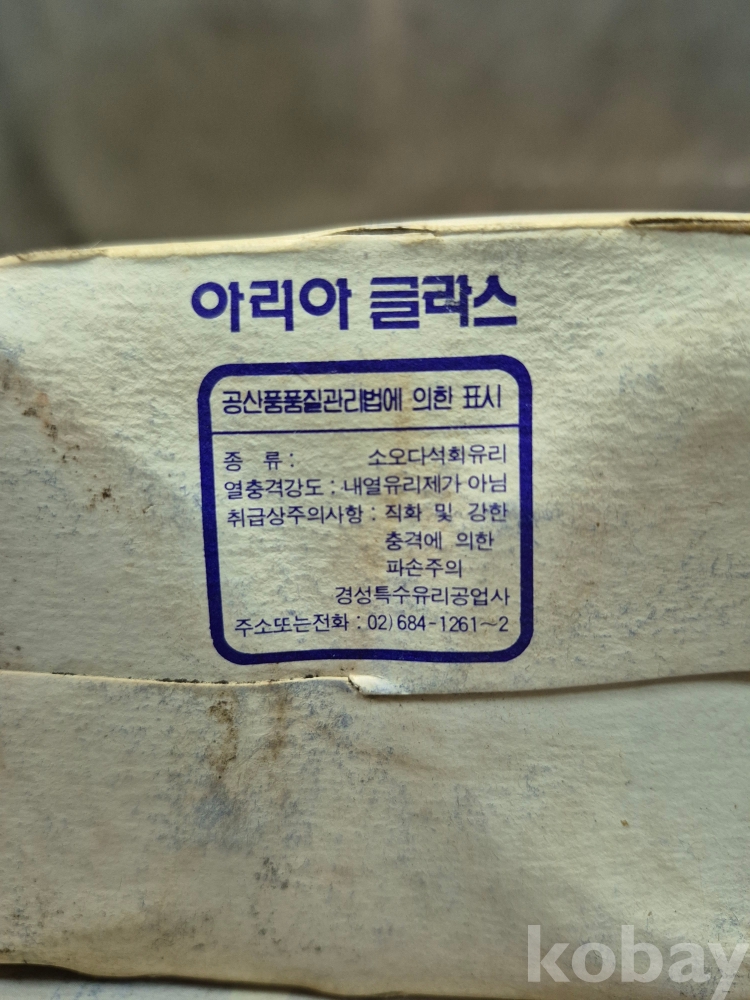 아리아 글라스
공산품품질관리법에 의한 표시
종 류 : 소오다석회유리
열충격강도 : 내열유리제가 아님
취급상주의사항 : 직화 및 강한
충격에 의한
파손주의
경성특수유리공업사
주소또는전화 : 02) 684-1261~2
kobay